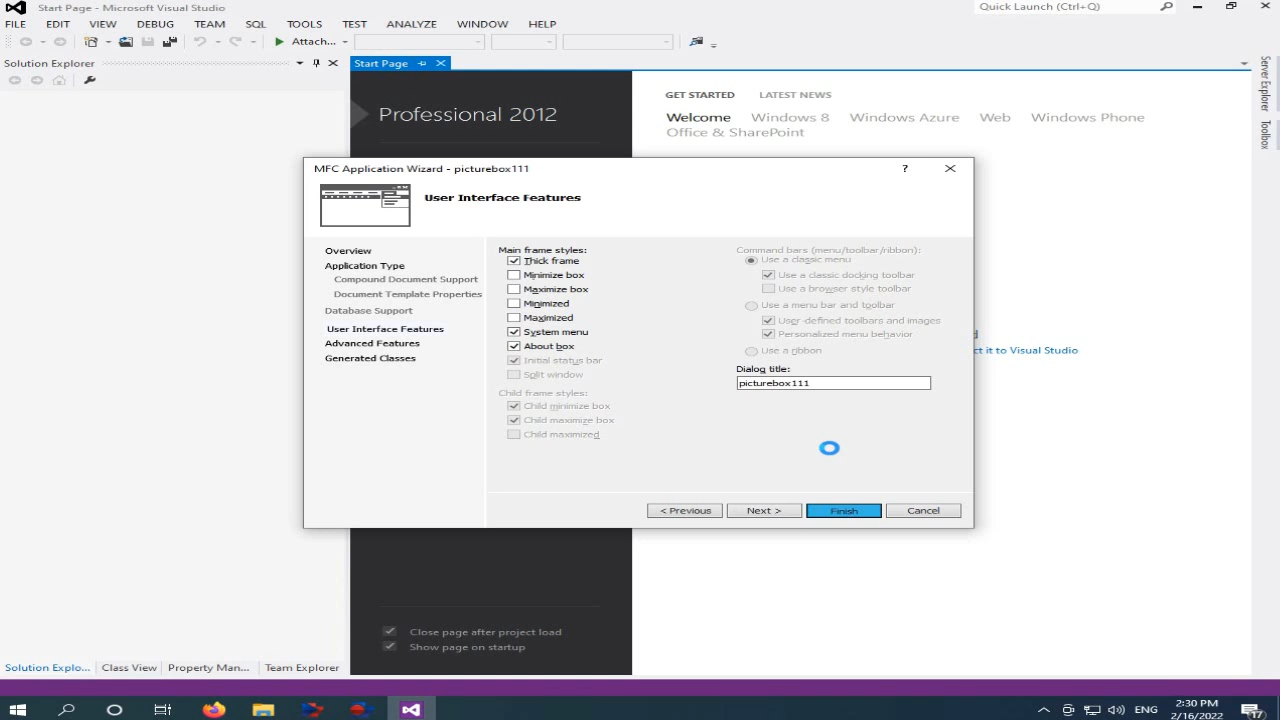 Start Page - Microsoft Visual Studio
Quick Launch (Ctrl+Q)
FILE EDIT VIEW DEBUG TEAM SQL TOOLS TEST ANALYZE WINDOW HELP
Attach...
Solution Explorer
Start Page
Server Explorer
Toolbox
Professional 2012
GET STARTED LATEST NEWS
Welcome Windows 8 Windows Azure Web Windows Phone
Office & SharePoint
MFC Application Wizard - picturebox111
?
User Interface Features
Overview
Application Type
Compound Document Support
Document Template Properties
Database Support
User Interface Features
Advanced Features
Generated Classes
Main frame styles:
Thick frame
Minimize box
Maximize box
Minimized
Maximized
System menu
About box
Initial status bar
Split window
Child frame styles:
Child minimize box
Child maximize box
Child maximized
Command bars (menu/toolbar/ribbon):
Use a classic menu
Use a classic docking toolbar
Use a browser style toolbar
Use a menu bar and toolbar
User-defined toolbars and images
Personalized menu behavior
Use a ribbon
Dialog title:
picturebox111
d
ct it to Visual Studio
< Previous Next > Finish Cancel
Close page after project load
Show page on startup
Solution Explo... Class View Property Man... Team Explorer
ENG
2:30 PM
2/16/2022
17